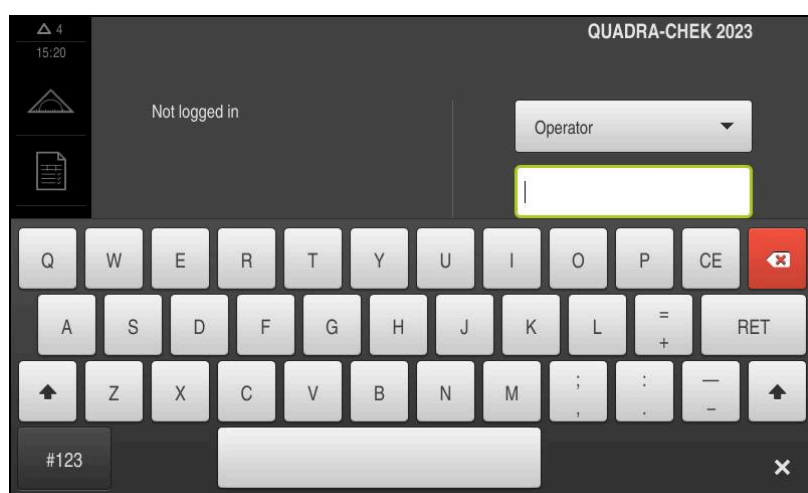 4
QUADRA-CHEK 2023
15:20
Not logged in
Operator
Q W E R T Y U I O P CE
A S D F G H J K L = + RET
Z X C V B N M ; , : . — –
#123